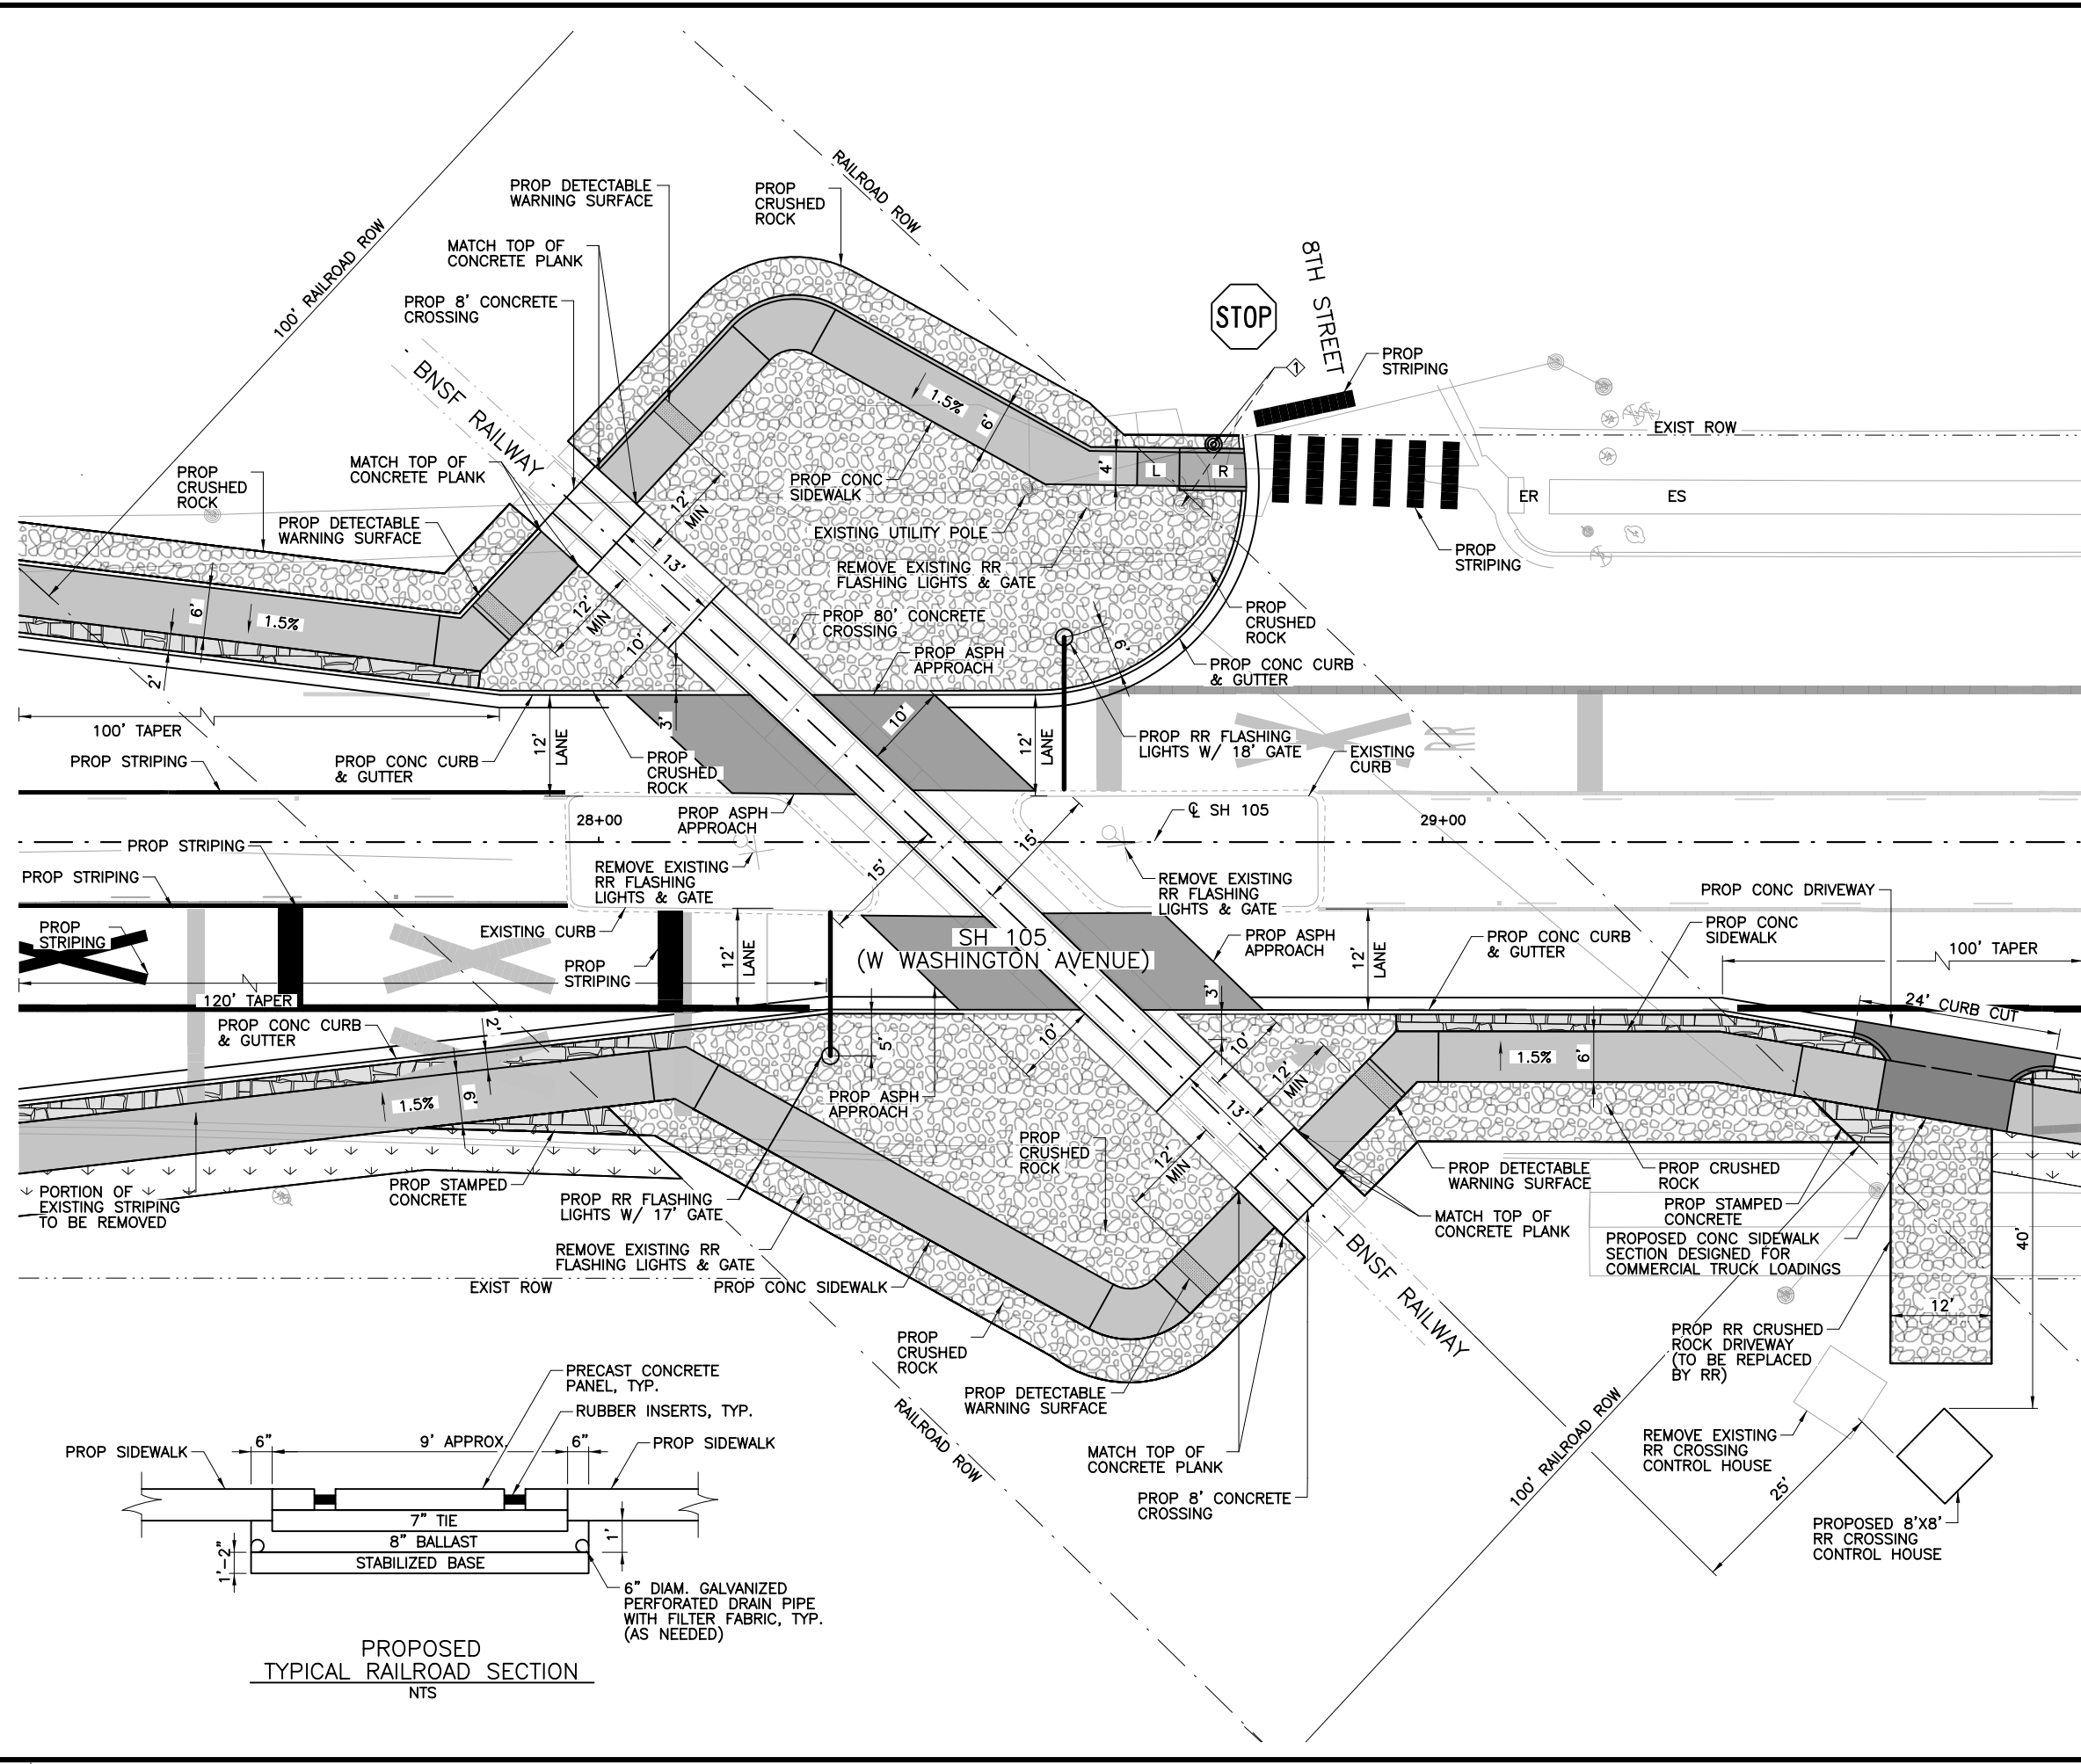 PROP DETECTABLE
WARNING SURFACE
PROP
CRUSHED
ROCK
RAILROAD ROW
100' RAILROAD ROW
MATCH TOP OF
CONCRETE PLANK
PROP 8' CONCRETE
CROSSING
8TH STREET
STOP
1
PROP
STRIPING
BNSF RAILWAY
1.5%
6'
EXIST ROW
MATCH TOP OF
CONCRETE PLANK
PROP
CRUSHED
ROCK
PROP CONC
SIDEWALK
4'
L
R
12'
MIN
ER
ES
PROP DETECTABLE
WARNING SURFACE
EXISTING UTILITY POLE
PROP
STRIPING
13'
REMOVE EXISTING RR
FLASHING LIGHTS & GATE
6'
1.5%
12'
MIN
PROP 80' CONCRETE
CROSSING
PROP
CRUSHED
ROCK
10'
PROP ASPH
APPROACH
6'
PROP CONC CURB
& GUTTER
2'
100' TAPER
12'
LANE
3'
10'
12'
LANE
PROP RR FLASHING
LIGHTS W/ 18' GATE
RR
EXISTING
CURB
PROP STRIPING
PROP CONC CURB
& GUTTER
PROP
CRUSHED
ROCK
PROP ASPH
APPROACH
28+00
℄ SH 105
29+00
15'
15'
PROP STRIPING
PROP STRIPING
REMOVE EXISTING
RR FLASHING
LIGHTS & GATE
REMOVE EXISTING
RR FLASHING
LIGHTS & GATE
PROP CONC DRIVEWAY
PROP
STRIPING
EXISTING CURB
PROP
STRIPING
12'
LANE
SH 105
(W WASHINGTON AVENUE)
PROP ASPH
APPROACH
12'
LANE
PROP CONC CURB
& GUTTER
PROP CONC
SIDEWALK
100' TAPER
120' TAPER
3'
24' CURB CUT
PROP CONC CURB
& GUTTER
2'
5'
10'
10'
1.5%
6'
1.5%
6'
PROP ASPH
APPROACH
12'
MIN
13'
PROP
CRUSHED
ROCK
12'
MIN
PORTION OF
EXISTING STRIPING
TO BE REMOVED
PROP STAMPED
CONCRETE
PROP RR FLASHING
LIGHTS W/ 17' GATE
PROP DETECTABLE
WARNING SURFACE
PROP CRUSHED
ROCK
PROP STAMPED
CONCRETE
MATCH TOP OF
CONCRETE PLANK
PROPOSED CONC SIDEWALK
SECTION DESIGNED FOR
COMMERCIAL TRUCK LOADINGS
40'
REMOVE EXISTING RR
FLASHING LIGHTS & GATE
EXIST ROW
PROP CONC SIDEWALK
BNSF RAILWAY
12'
PROP
CRUSHED
ROCK
PROP RR CRUSHED
ROCK DRIVEWAY
(TO BE REPLACED
BY RR)
PROP DETECTABLE
WARNING SURFACE
RAILROAD ROW
100' RAILROAD ROW
MATCH TOP OF
CONCRETE PLANK
REMOVE EXISTING
RR CROSSING
CONTROL HOUSE
25'
PROP 8' CONCRETE
CROSSING
PROPOSED 8'X8'
RR CROSSING
CONTROL HOUSE
PRECAST CONCRETE
PANEL, TYP.
RUBBER INSERTS, TYP.
PROP SIDEWALK
6"
9' APPROX.
6"
PROP SIDEWALK
7" TIE
8" BALLAST
STABILIZED BASE
1'
1'-2"
6" DIAM. GALVANIZED
PERFORATED DRAIN PIPE
WITH FILTER FABRIC, TYP.
(AS NEEDED)
PROPOSED
TYPICAL RAILROAD SECTION
NTS